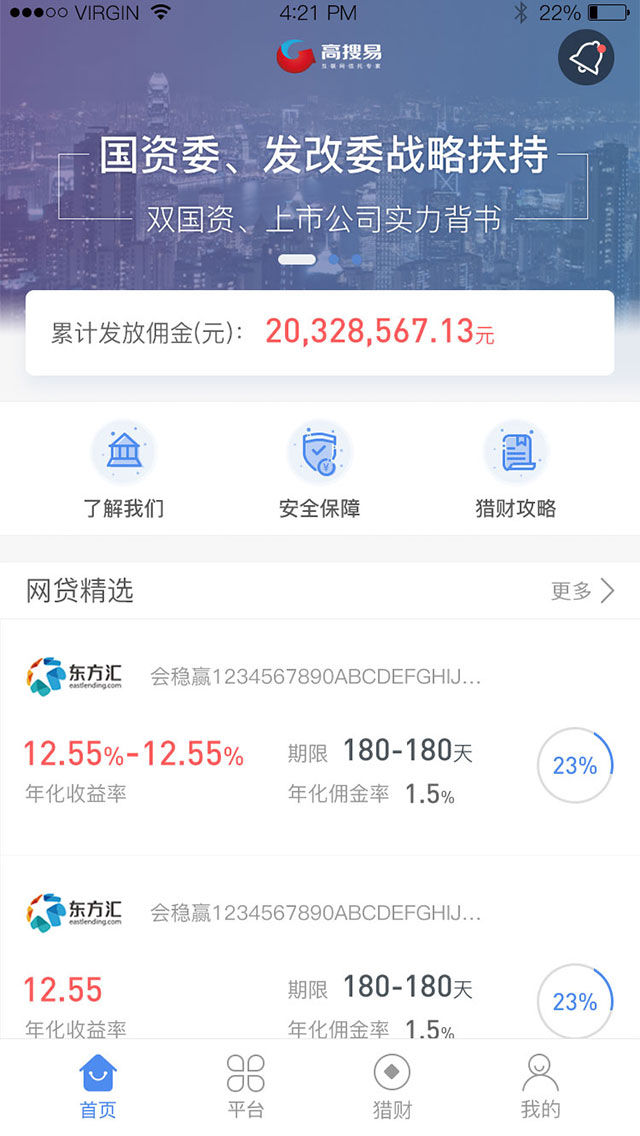 VIRGIN 4:21 PM 22%
高搜易
互联网信托专家
国资委、发改委战略扶持
双国资、上市公司实力背书
累计发放佣金(元): 20,328,567.13元
了解我们 安全保障 猎财攻略
网贷精选 更多
东方汇 会稳赢1234567890ABCDEFGHIJ...
eastlending.com
12.55%-12.55% 期限 180-180天 23%
年化收益率 年化佣金率 1.5%
东方汇 会稳赢1234567890ABCDEFGHIJ...
eastlending.com
12.55 期限 180-180天 23%
年化收益率 年化佣金率 1.5%
首页 平台 猎财 我的